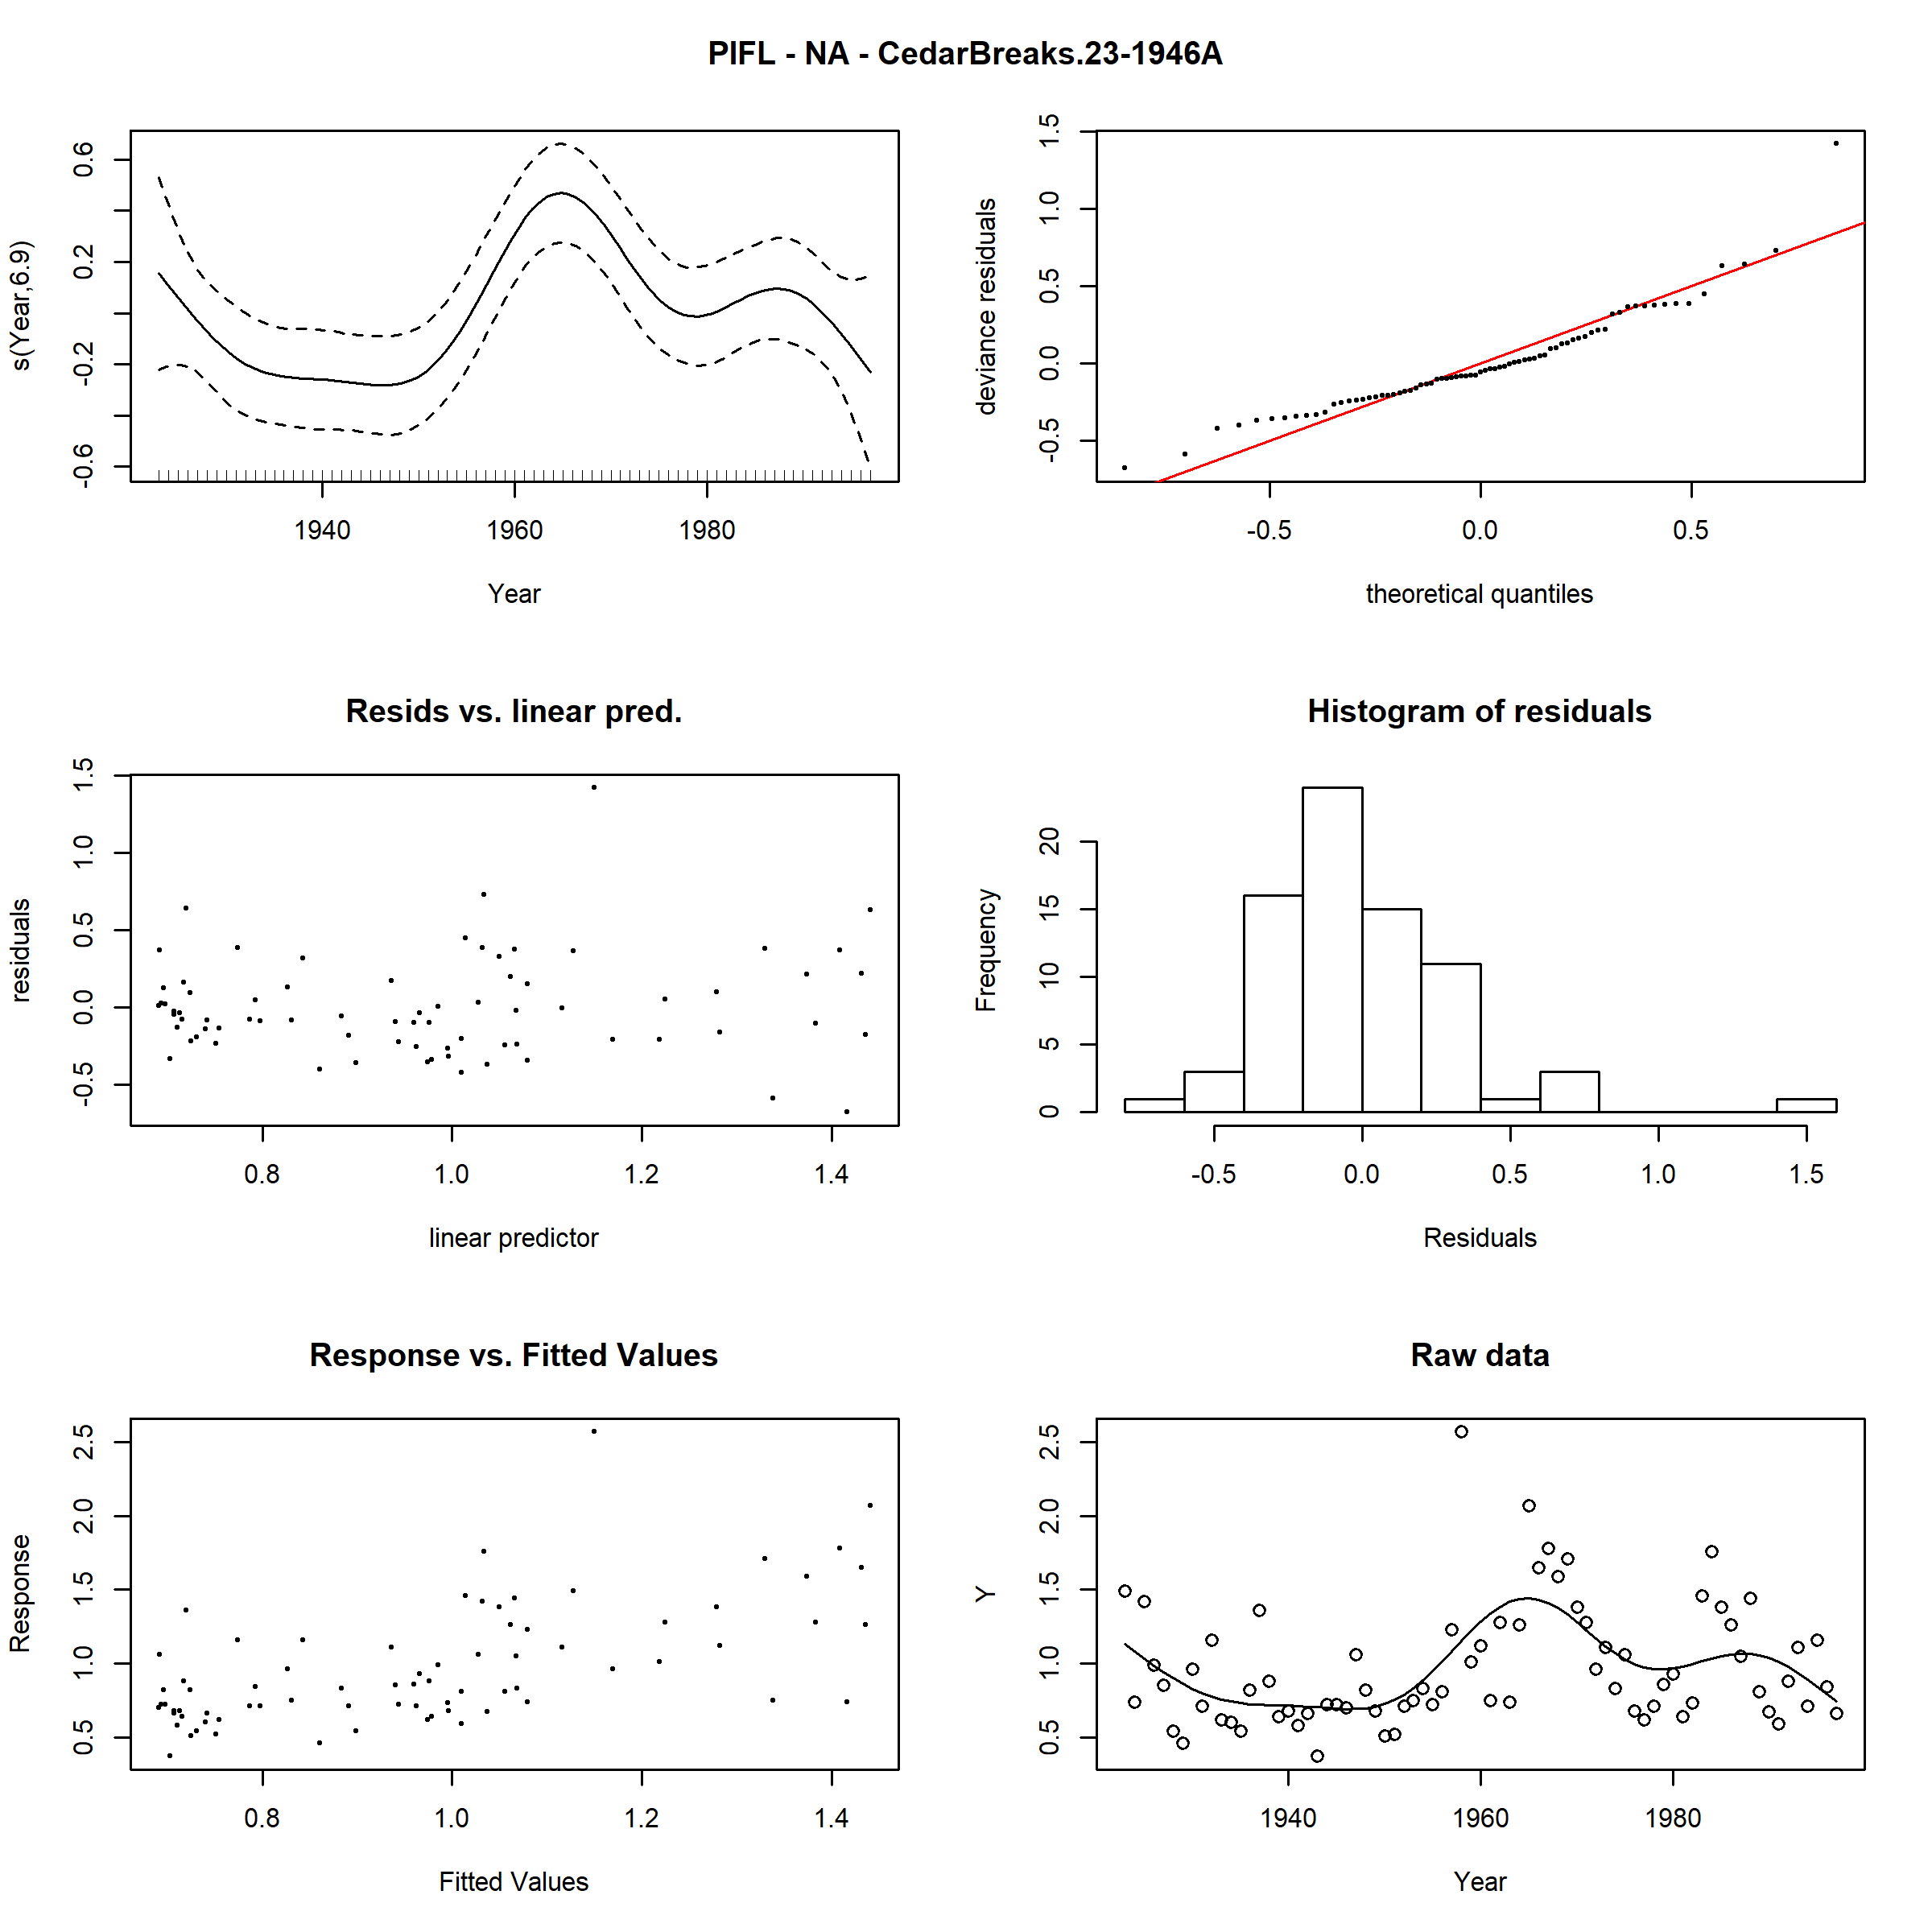 PIFL - NA - CedarBreaks.23-1946A
s(Year,6.9)
-0.6 -0.2 0.2 0.6
1940 1960 1980
Year
deviance residuals
-0.5 0.0 0.5 1.0 1.5
-0.5 0.0 0.5
theoretical quantiles
Resids vs. linear pred.
residuals
-0.5 0.0 0.5 1.0 1.5
0.8 1.0 1.2 1.4
linear predictor
Histogram of residuals
Frequency
0 5 10 15 20
-0.5 0.0 0.5 1.0 1.5
Residuals
Response vs. Fitted Values
Response
0.5 1.0 1.5 2.0 2.5
0.8 1.0 1.2 1.4
Fitted Values
Raw data
Y
0.5 1.0 1.5 2.0 2.5
1940 1960 1980
Year